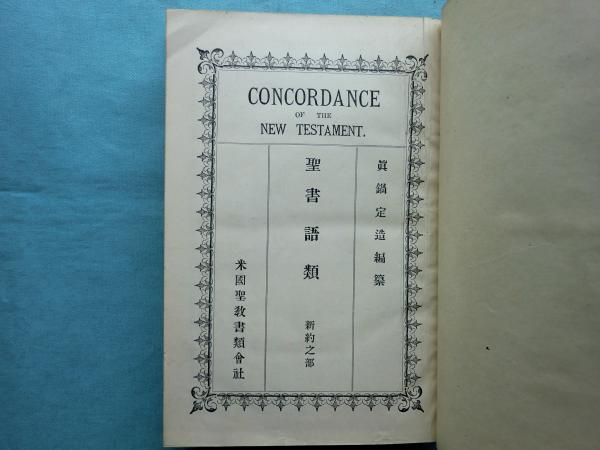 CONCORDANCE
OF THE
NEW TESTAMENT.
眞鍋定造編纂
聖書語類 新約之部
米國聖教書類會社